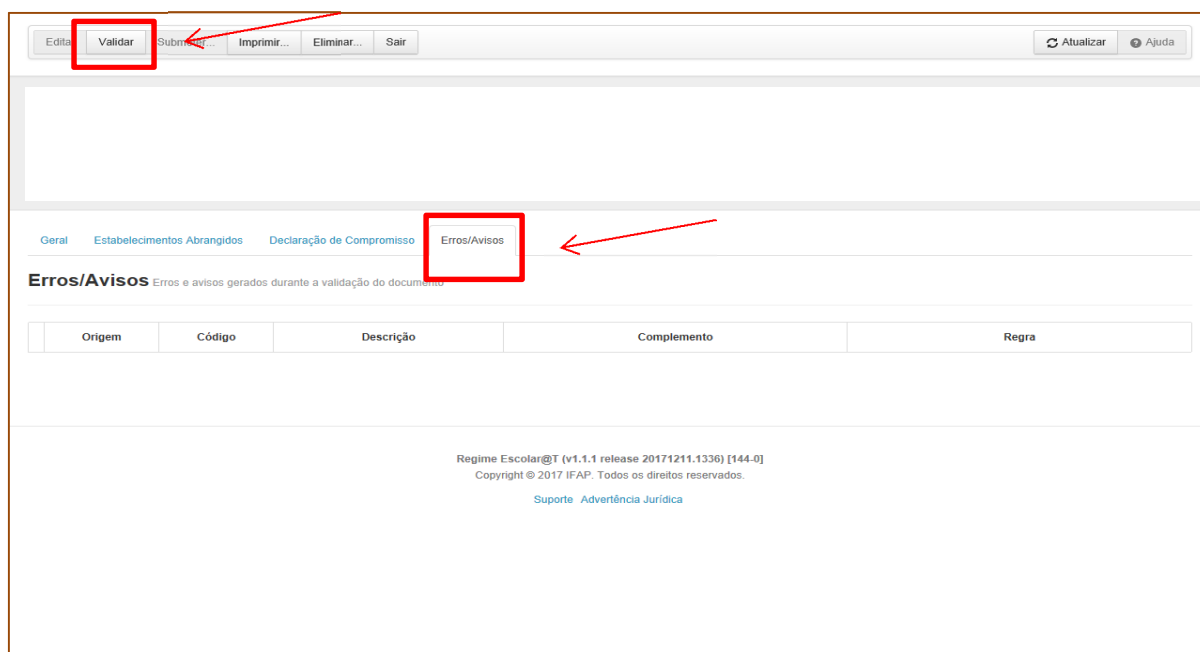 Edita Validar Submeter... Imprimir... Eliminar... Sair Atualizar Ajuda
Geral Estabelecimentos Abrangidos Declaração de Compromisso Erros/Avisos
Erros/Avisos Erros e avisos gerados durante a validação do documento
Origem Código Descrição Complemento Regra
Regime Escolar@T (v1.1.1 release 20171211.1336) [144-0]
Copyright © 2017 IFAP. Todos os direitos reservados.
Suporte Advertência Jurídica